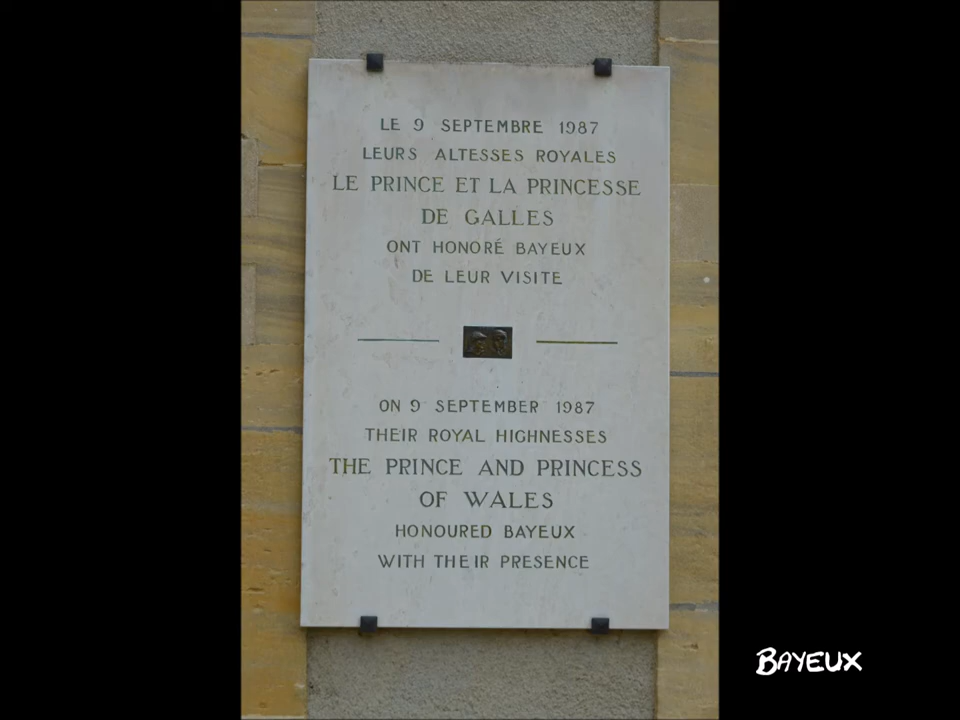 LE 9 SEPTEMBRE 1987
LEURS ALTESSES ROYALES
LE PRINCE ET LA PRINCESSE
DE GALLES
ONT HONORÉ BAYEUX
DE LEUR VISITE
ON 9 SEPTEMBER 1987
THEIR ROYAL HIGHNESSES
THE PRINCE AND PRINCESS
OF WALES
HONOURED BAYEUX
WITH THEIR PRESENCE
BAYEUX